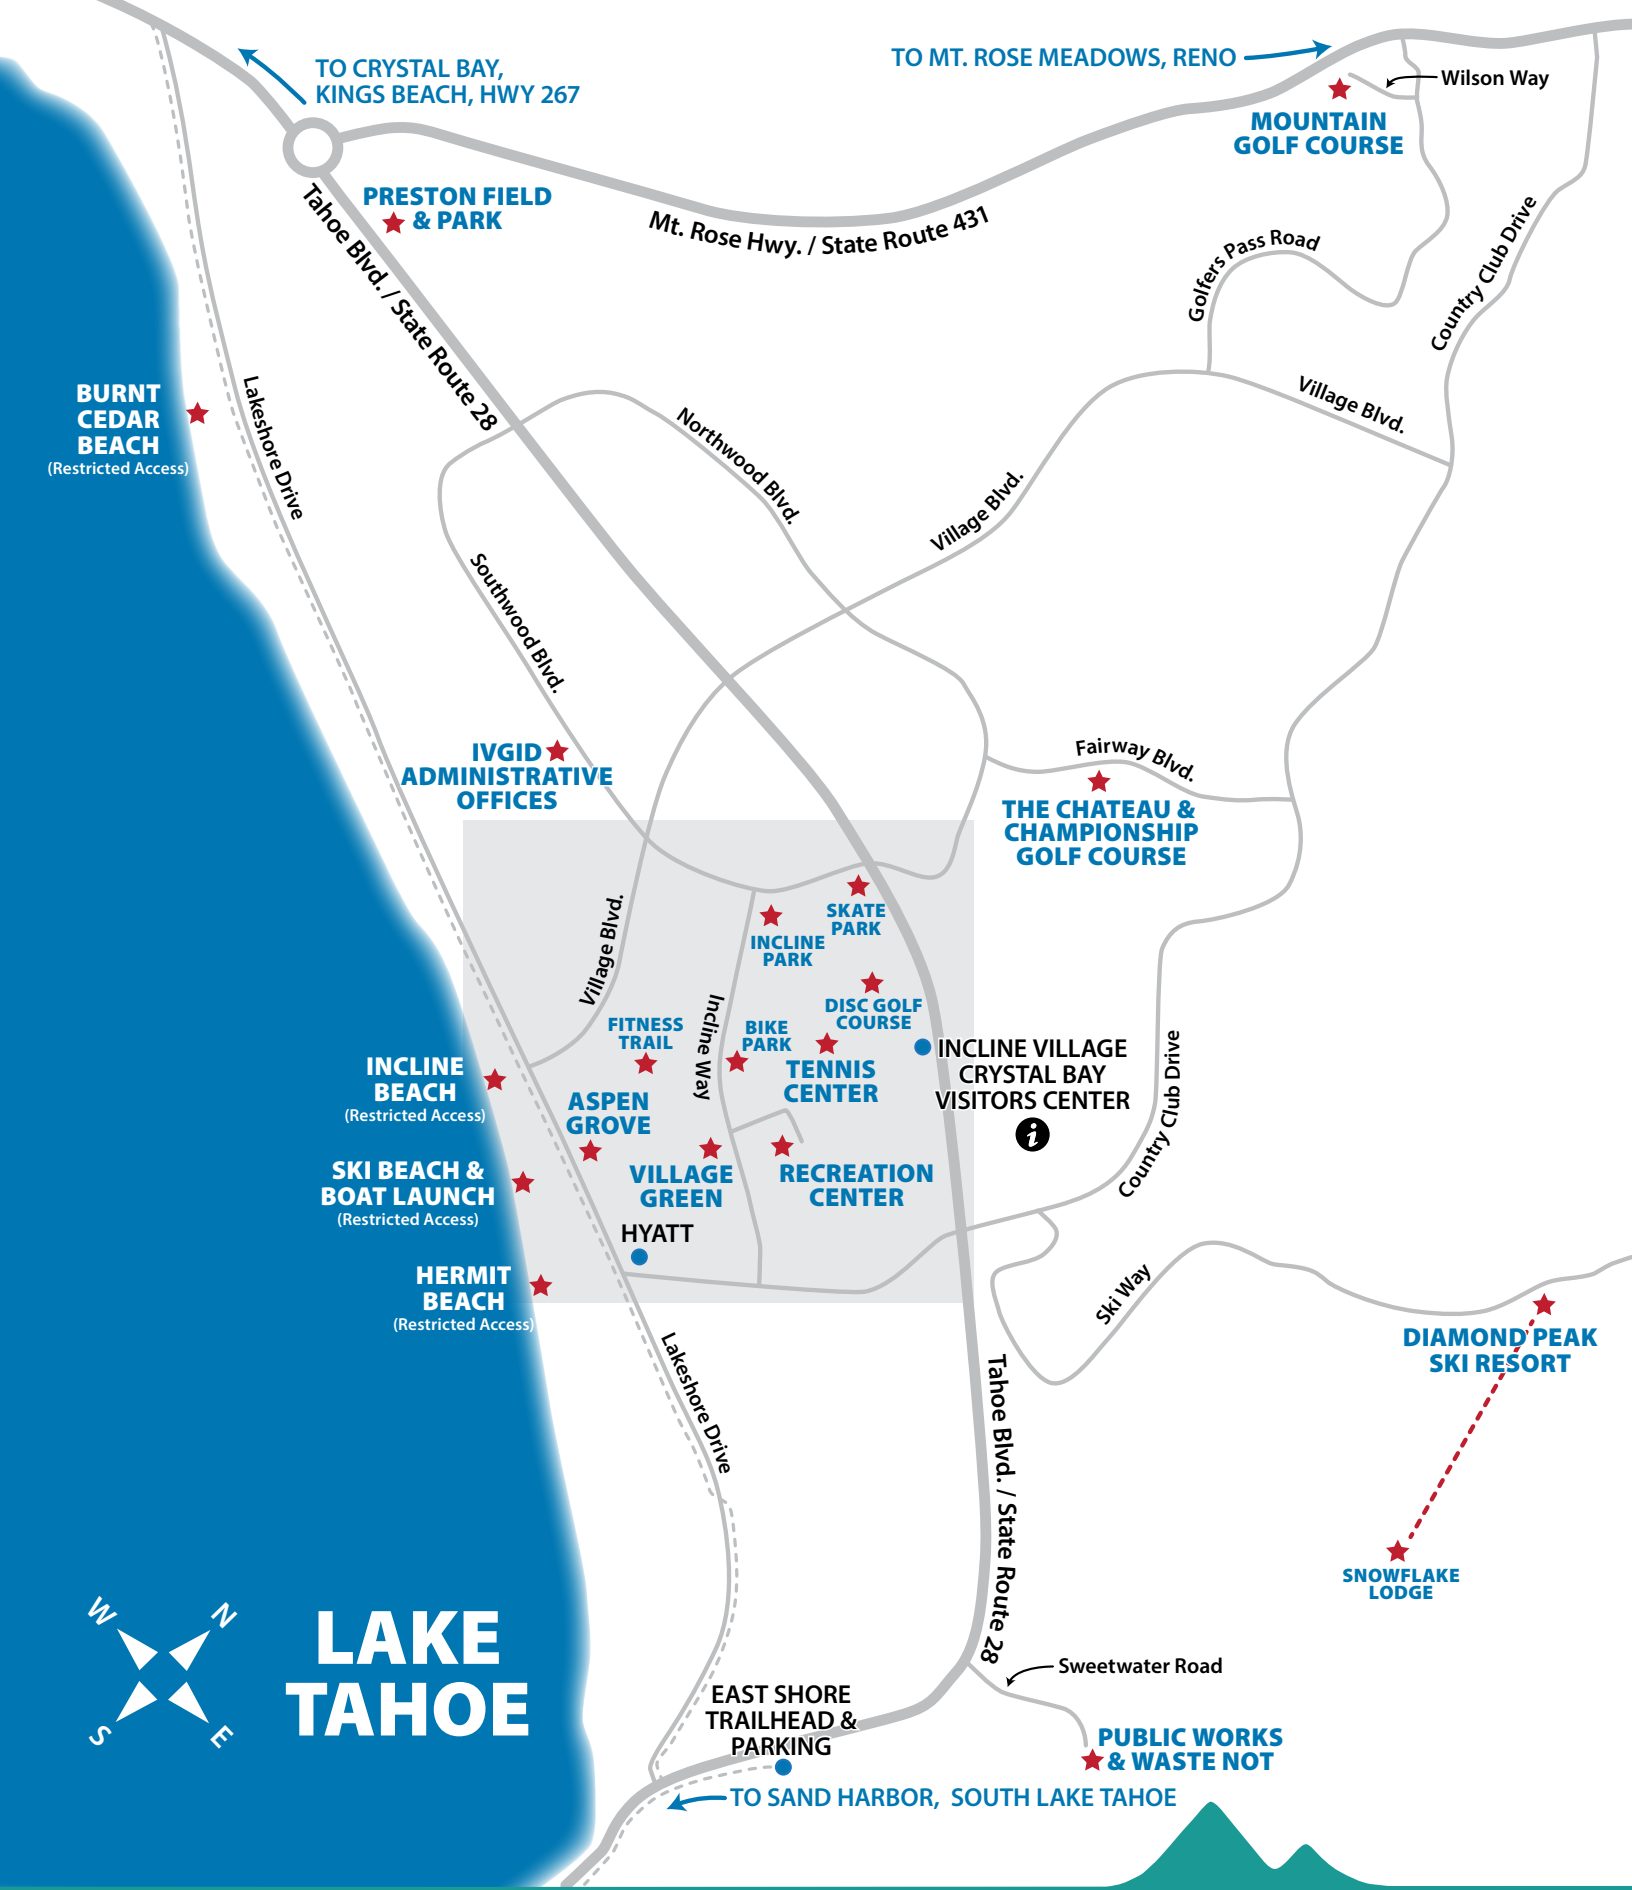 TO CRYSTAL BAY,
KINGS BEACH, HWY 267
TO MT. ROSE MEADOWS, RENO
Wilson Way
MOUNTAIN
GOLF COURSE
PRESTON FIELD
& PARK
Tahoe Blvd. / State Route 28
Mt. Rose Hwy. / State Route 431
Golfers Pass Road
Country Club Drive
Village Blvd.
BURNT
CEDAR
BEACH
(Restricted Access)
Lakeshore Drive
Northwood Blvd.
Village Blvd.
Southwood Blvd.
IVGID
ADMINISTRATIVE
OFFICES
Fairway Blvd.
THE CHATEAU &
CHAMPIONSHIP
GOLF COURSE
Village Blvd.
SKATE
PARK
INCLINE
PARK
DISC GOLF
COURSE
FITNESS
TRAIL
Incline Way
BIKE
PARK
TENNIS
CENTER
INCLINE VILLAGE
CRYSTAL BAY
VISITORS CENTER
i
Country Club Drive
INCLINE
BEACH
(Restricted Access)
ASPEN
GROVE
SKI BEACH &
BOAT LAUNCH
(Restricted Access)
VILLAGE
GREEN
RECREATION
CENTER
HYATT
HERMIT
BEACH
(Restricted Access)
Ski Way
DIAMOND PEAK
SKI RESORT
Lakeshore Drive
Tahoe Blvd. / State Route 28
SNOWFLAKE
LODGE
W
N
S
E
LAKE
TAHOE
Sweetwater Road
EAST SHORE
TRAILHEAD &
PARKING
PUBLIC WORKS
& WASTE NOT
TO SAND HARBOR, SOUTH LAKE TAHOE